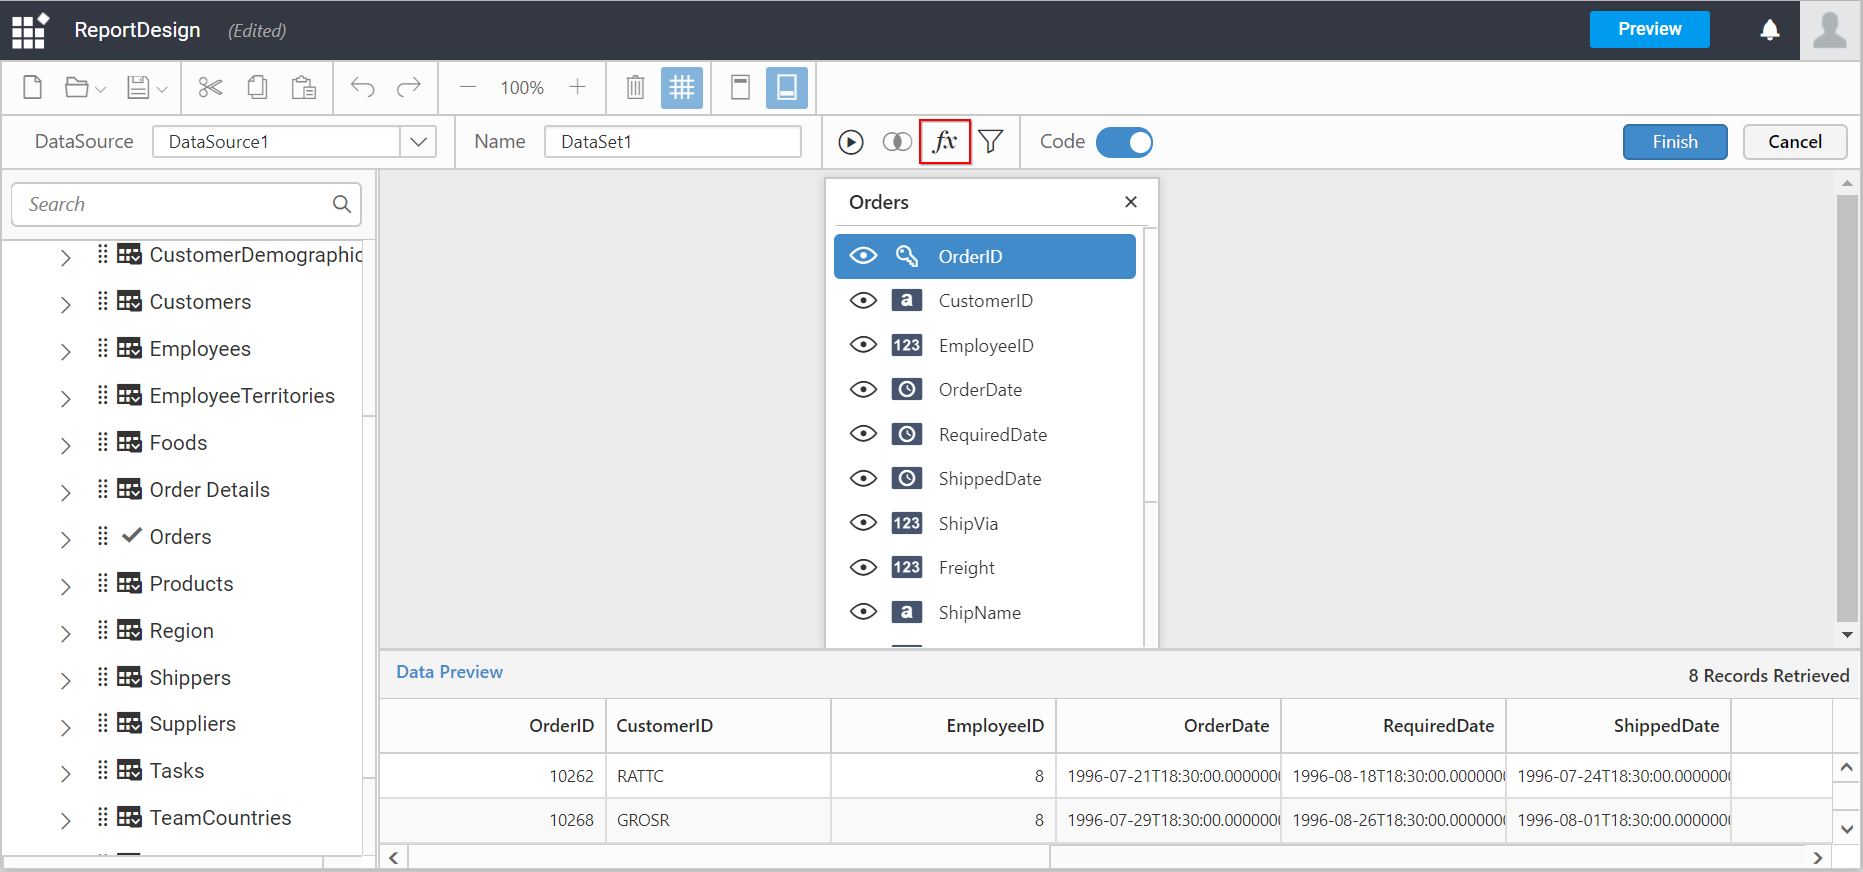 ReportDesign (Edited) Preview
100%
DataSource DataSource1 Name DataSet1 fx Code Finish Cancel
Search
CustomerDemographic
Customers
Employees
EmployeeTerritories
Foods
Order Details
Orders
Products
Region
Shippers
Suppliers
Tasks
TeamCountries
Orders
OrderID
a CustomerID
123 EmployeeID
OrderDate
RequiredDate
ShippedDate
123 ShipVia
123 Freight
a ShipName
Data Preview 8 Records Retrieved
OrderID CustomerID EmployeeID OrderDate RequiredDate ShippedDate
10262 RATTC 8 1996-07-21T18:30:00.000000 1996-08-18T18:30:00.000000 1996-07-24T18:30:00.000000
10268 GROSR 8 1996-07-29T18:30:00.000000 1996-08-26T18:30:00.000000 1996-08-01T18:30:00.000000